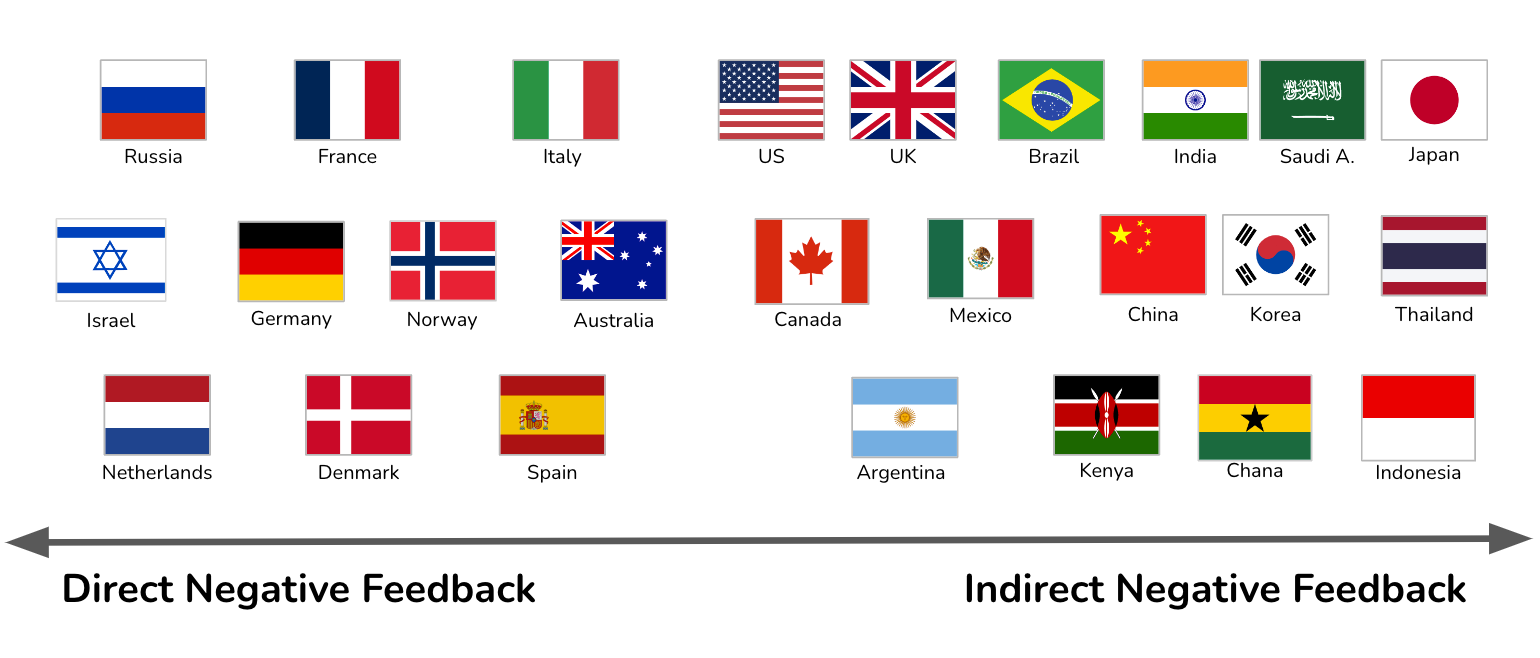 Russia France Italy US UK Brazil India Saudi A. Japan
Israel Germany Norway Australia Canada Mexico China Korea Thailand
Netherlands Denmark Spain Argentina Kenya Chana Indonesia
Direct Negative Feedback Indirect Negative Feedback